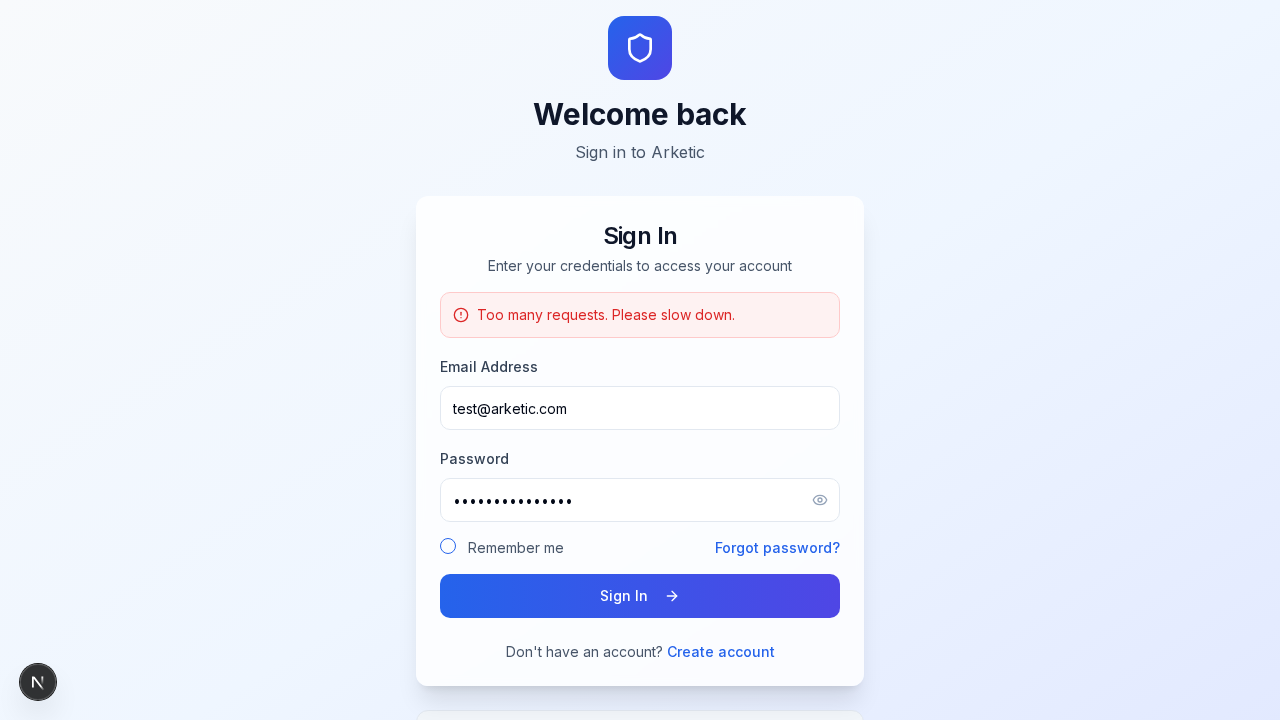 Welcome back
Sign in to Arketic
Sign In
Enter your credentials to access your account
Too many requests. Please slow down.
Email Address
test@arketic.com
Password
•••••••••••••••
Remember me
Forgot password?
Sign In →
Don't have an account? Create account
N